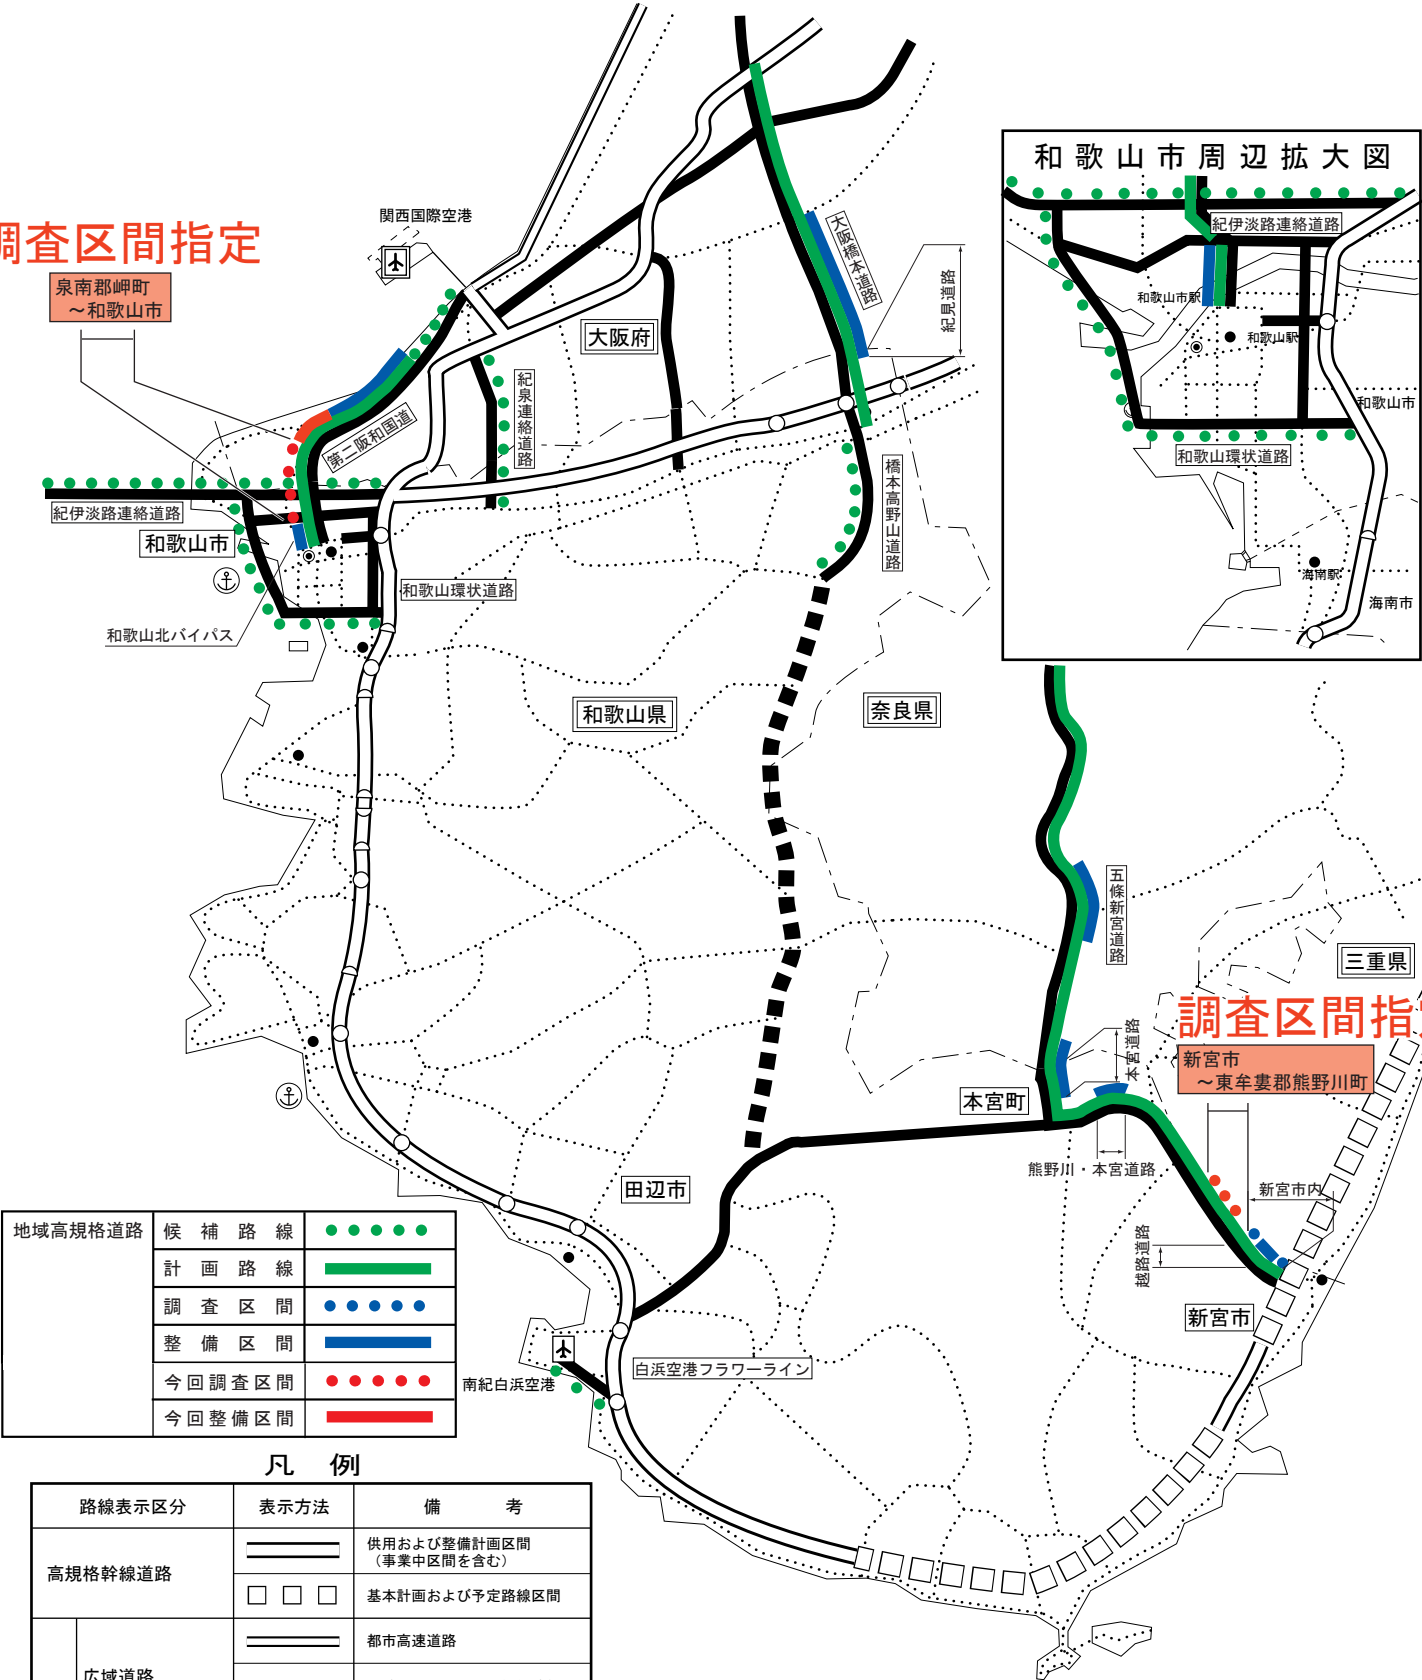 関西国際空港
調査区間指定
泉南郡岬町
～和歌山市
大阪府
大阪橋本道路
紀見道路
紀泉連絡道路
第二阪和国道
橋本高野山道路
紀伊淡路連絡道路
和歌山市
和歌山環状道路
和歌山北バイパス
和歌山県
奈良県
和歌山市周辺拡大図
紀伊淡路連絡道路
和歌山市駅
和歌山駅
和歌山市
和歌山環状道路
海南駅
海南市
五條新宮道路
三重県
調査区間指定
新宮市
～東牟婁郡熊野川町
本宮道路
本宮町
熊野川・本宮道路
新宮市内
越路道路
新宮市
田辺市
白浜空港フラワーライン
南紀白浜空港
地域高規格道路
候補路線
計画路線
調査区間
整備区間
今回調査区間
今回整備区間
凡例
路線表示区分 表示方法 備考
高規格幹線道路
供用および整備計画区間
（事業中区間を含む）
基本計画および予定路線区間
都市高速道路
広域道路